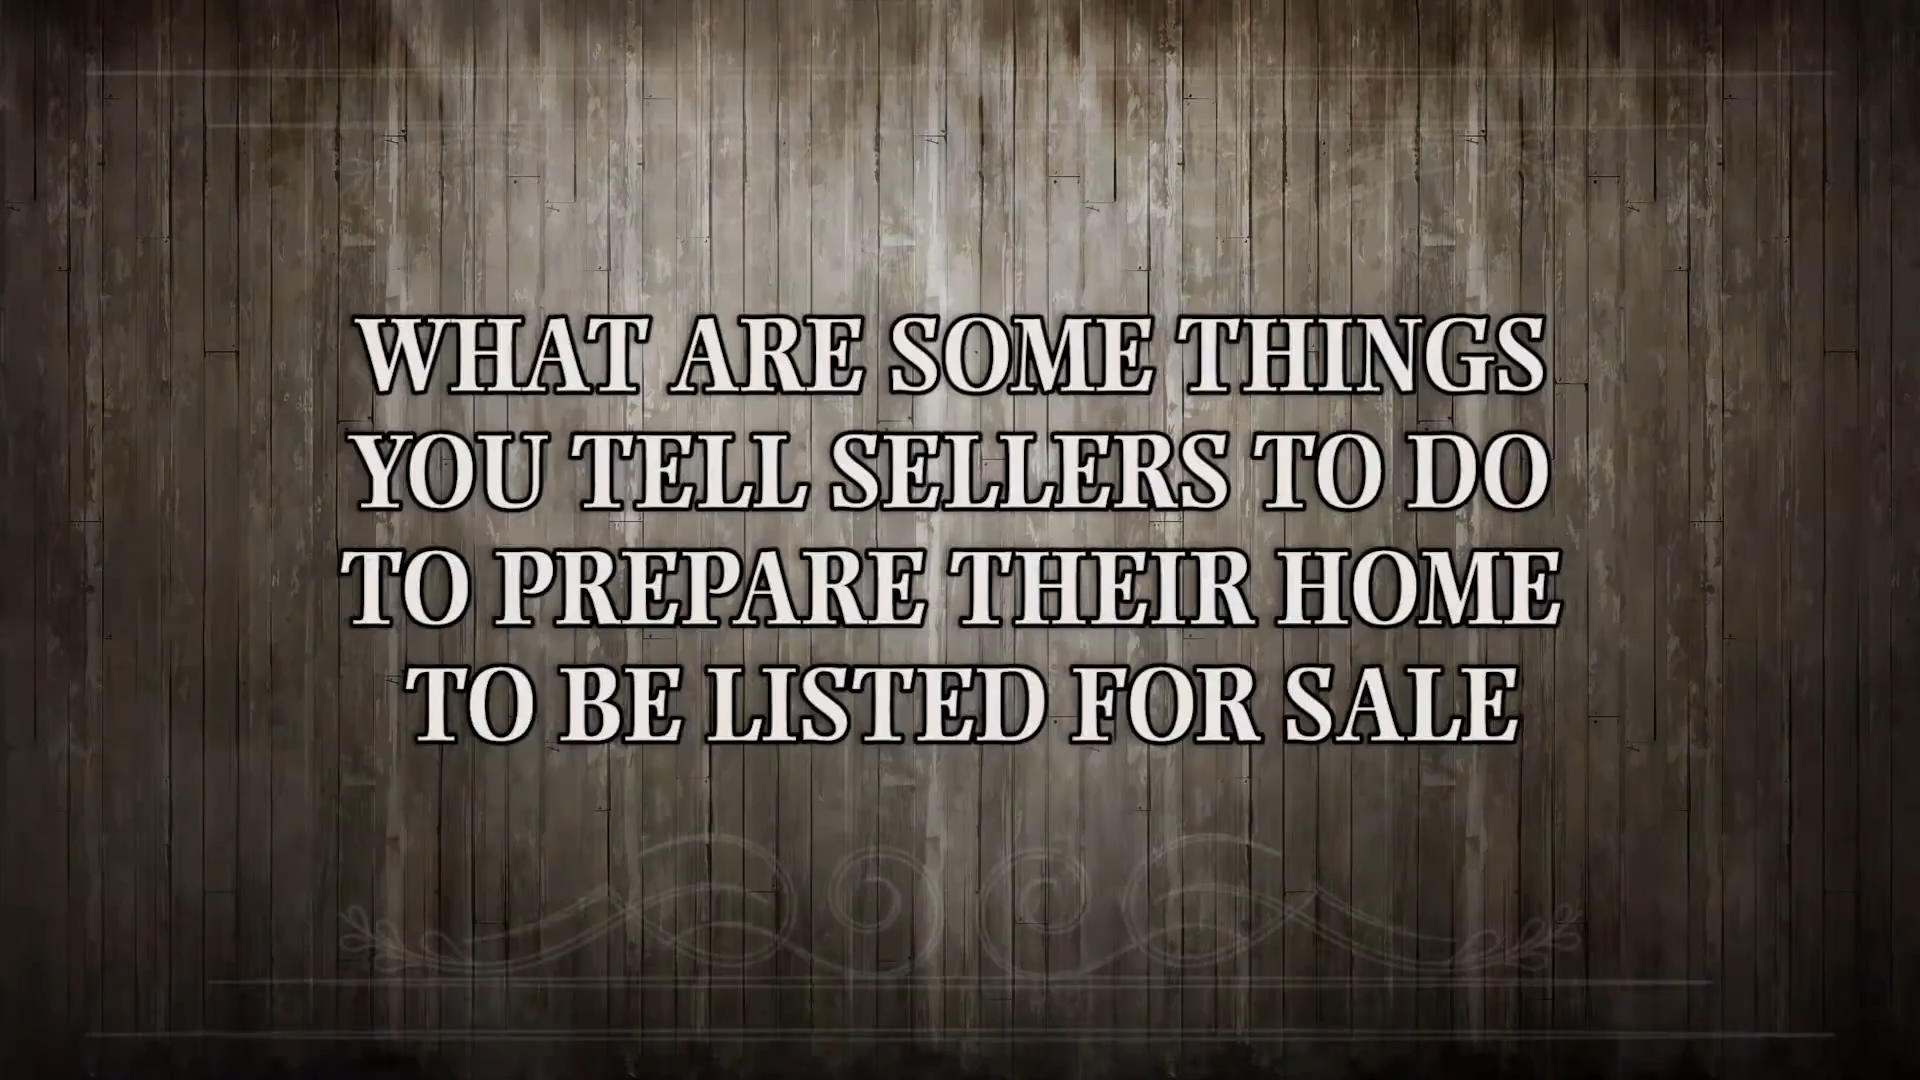 WHAT ARE SOME THINGS
YOU TELL SELLERS TO DO
TO PREPARE THEIR HOME
TO BE LISTED FOR SALE